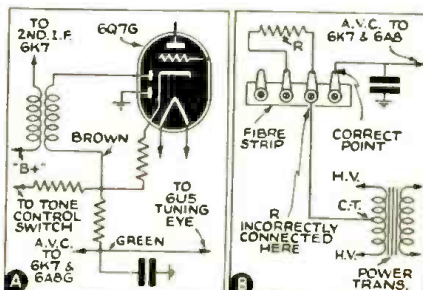 TO
2ND. I.F.
6K7
6Q7G
BROWN
"B+"
TO TONE
CONTROL
SWITCH
A.V.C.
TO
6K7 &
6A8G
GREEN
TO
6U5
TUNING
EYE
A
R
A.V.C. TO
6K7 & 6A8
FIBRE
STRIP
CORRECT
POINT
R
INCORRECTLY
CONNECTED
HERE
H.V.
C.T.
H.V.
POWER
TRANS.
B